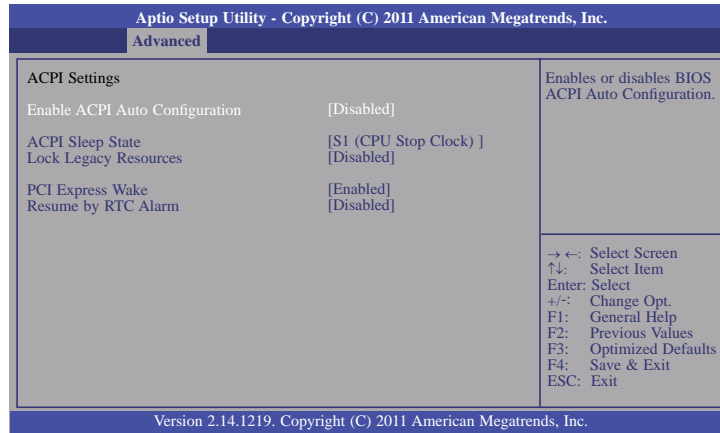 Aptio Setup Utility - Copyright (C) 2011 American Megatrends, Inc.
Advanced
ACPI Settings
Enable ACPI Auto Configuration [Disabled]
ACPI Sleep State [S1 (CPU Stop Clock) ]
Lock Legacy Resources [Disabled]
PCI Express Wake [Enabled]
Resume by RTC Alarm [Disabled]
Enables or disables BIOS
ACPI Auto Configuration.
→ ←: Select Screen
↑↓: Select Item
Enter: Select
+/-: Change Opt.
F1: General Help
F2: Previous Values
F3: Optimized Defaults
F4: Save & Exit
ESC: Exit
Version 2.14.1219. Copyright (C) 2011 American Megatrends, Inc.